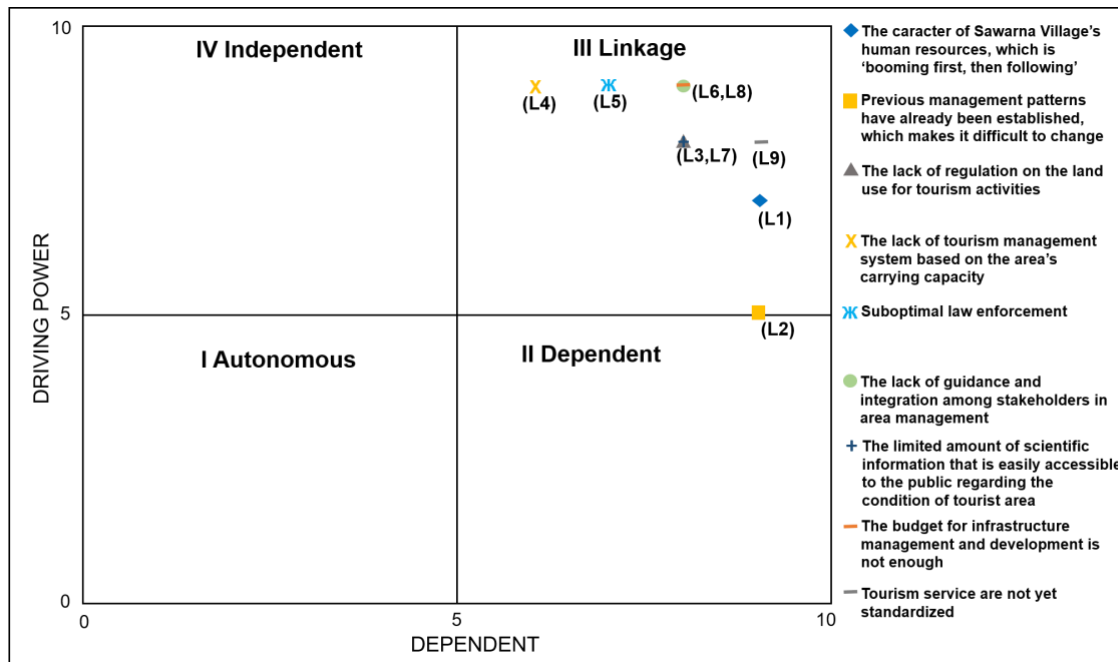 10
IV Independent
III Linkage
(L4)
(L5)
(L6,L8)
(L3,L7)
(L9)
(L1)
5
(L2)
I Autonomous
II Dependent
0
0
5
10
DRIVING POWER
DEPENDENT
The caracter of Sawarna Village's
human resources, which is
'booming first, then following'
Previous management patterns
have already been established,
which makes it difficult to change
The lack of regulation on the land
use for tourism activities
The lack of tourism management
system based on the area's
carrying capacity
Suboptimal law enforcement
The lack of guidance and
integration among stakeholders in
area management
The limited amount of scientific
information that is easily accessible
to the public regarding the
condition of tourist area
The budget for infrastructure
management and development is
not enough
Tourism service are not yet
standardized